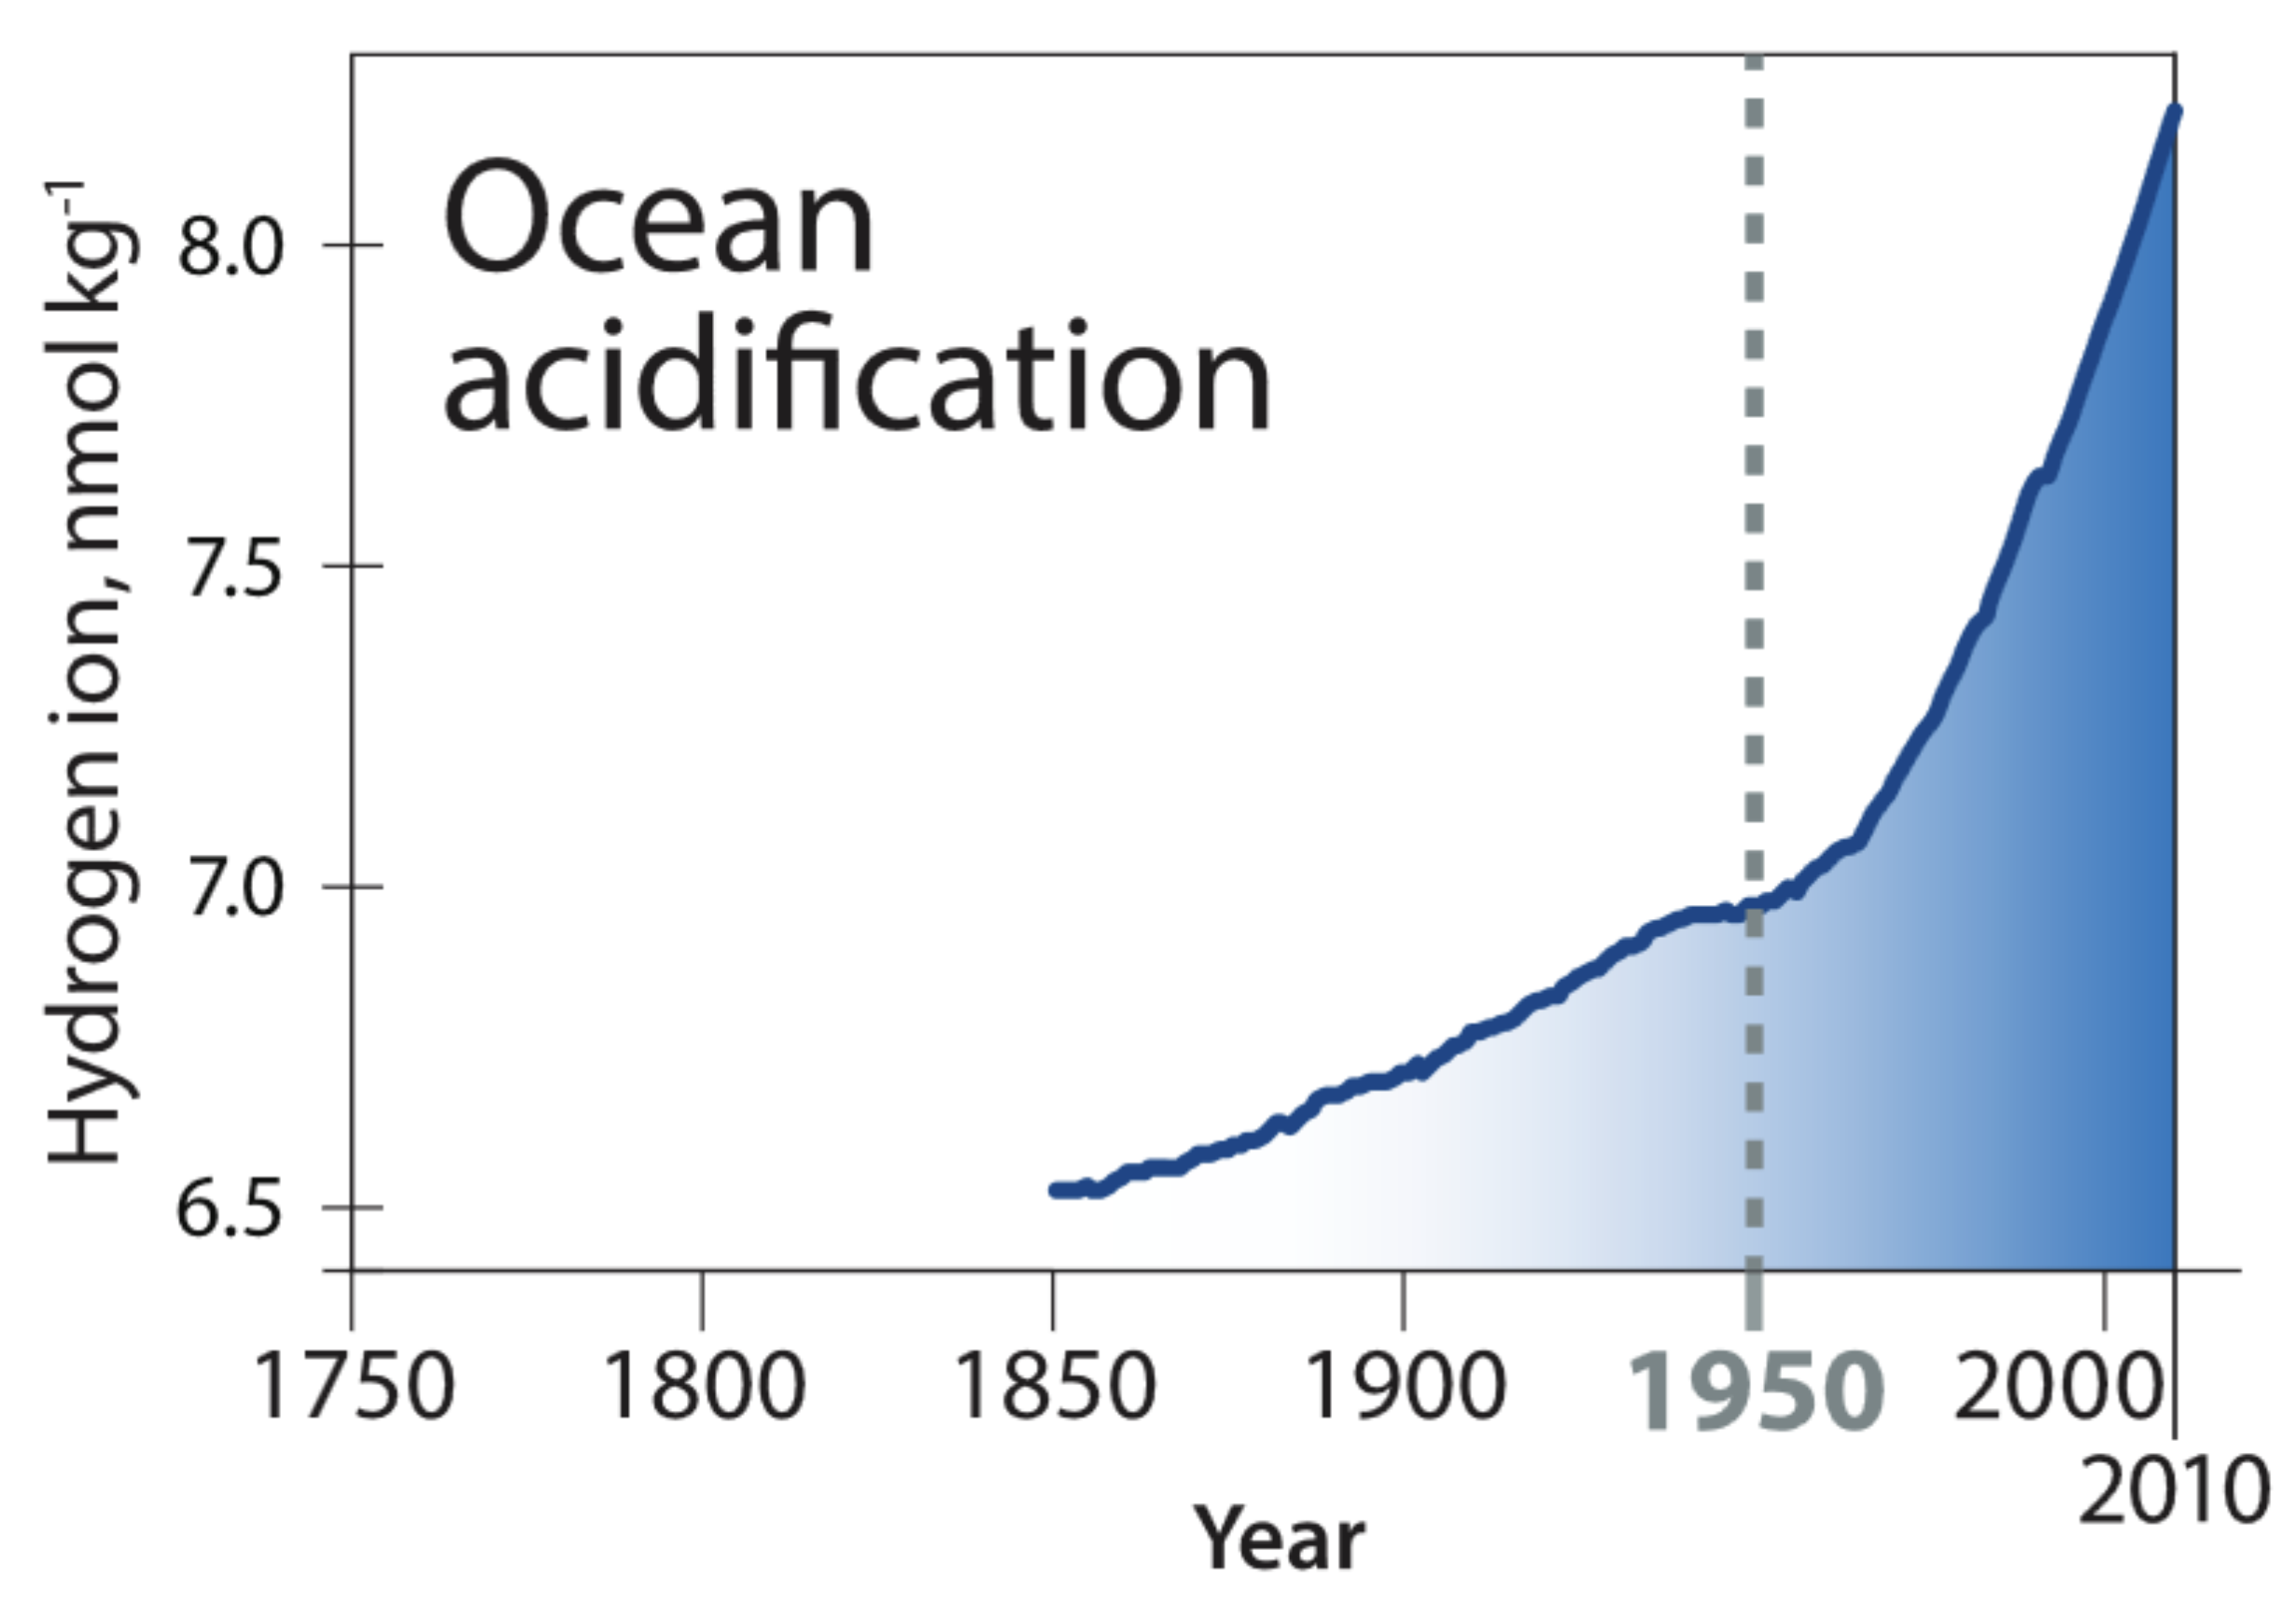 Ocean
acidification
Hydrogen ion, nmol kg⁻¹
8.0
7.5
7.0
6.5
1750 1800 1850 1900 1950 2000
2010
Year